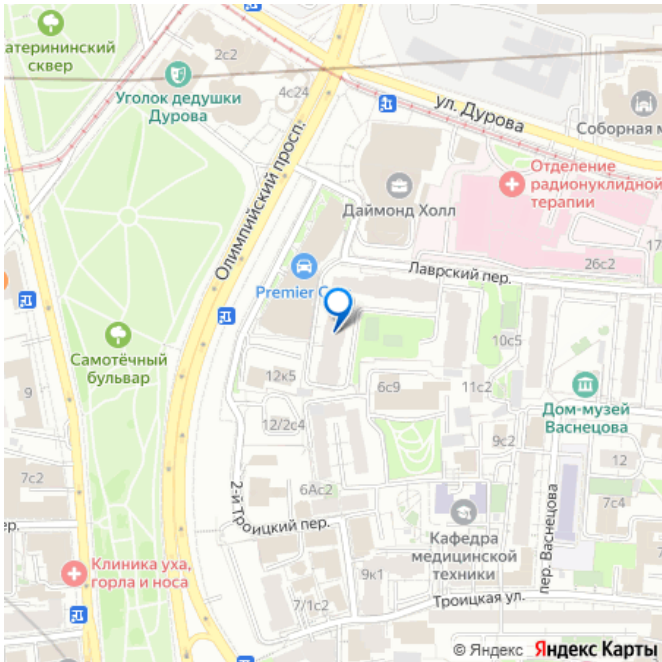 атерининский
сквер
2с2
Уголок дедушки
Дурова
4с24
ул. Дурова
Соборная м
Олимпийский просп.
Даймонд Холл
Отделение
радионуклидной
терапии
17
26с2
Лаврский пер.
Premier C
Самотёчный
бульвар
10с5
9
12к5
6с9
11с2
Дом-музей
Васнецова
12/2с4
9с2
12
7с2
2-й Троицкий пер.
6Ас2
7с4
ер.
Кафедра
медицинской
техники
пер. Васнецова
Клиника уха,
горла и носа
9к1
7/1с2
Троицкая ул.
© Яндекс Яндекс Карты